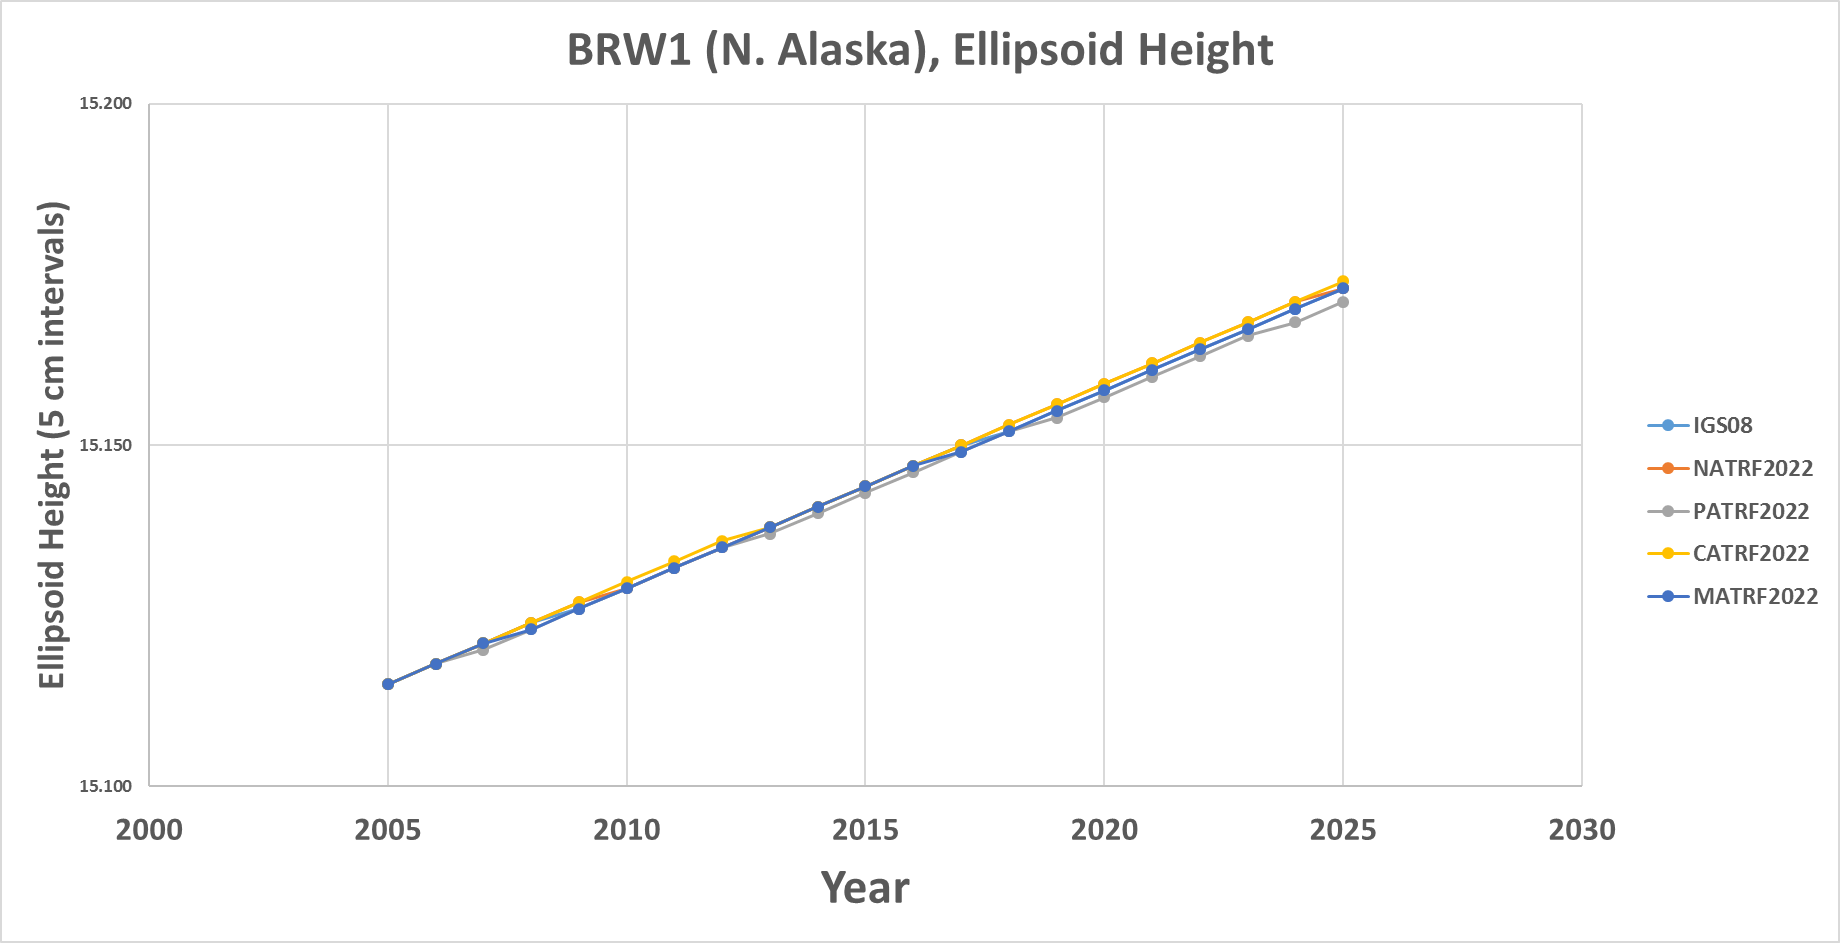 BRW1 (N. Alaska), Ellipsoid Height
Ellipsoid Height (5 cm intervals)
15.200
15.150
15.100
2000 2005 2010 2015 2020 2025 2030
Year
IGS08
NATRF2022
PATRF2022
CATRF2022
MATRF2022